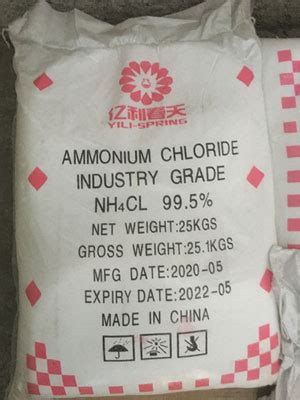 亿利春天
YILI-SPRING
AMMONIUM CHLORIDE
INDUSTRY GRADE
NH₄CL 99.5%
NET WEIGHT:25KGS
GROSS WEIGHT:25.1KGS
MFG DATE:2020-05
EXPIRY DATE:2022-05
MADE IN CHINA